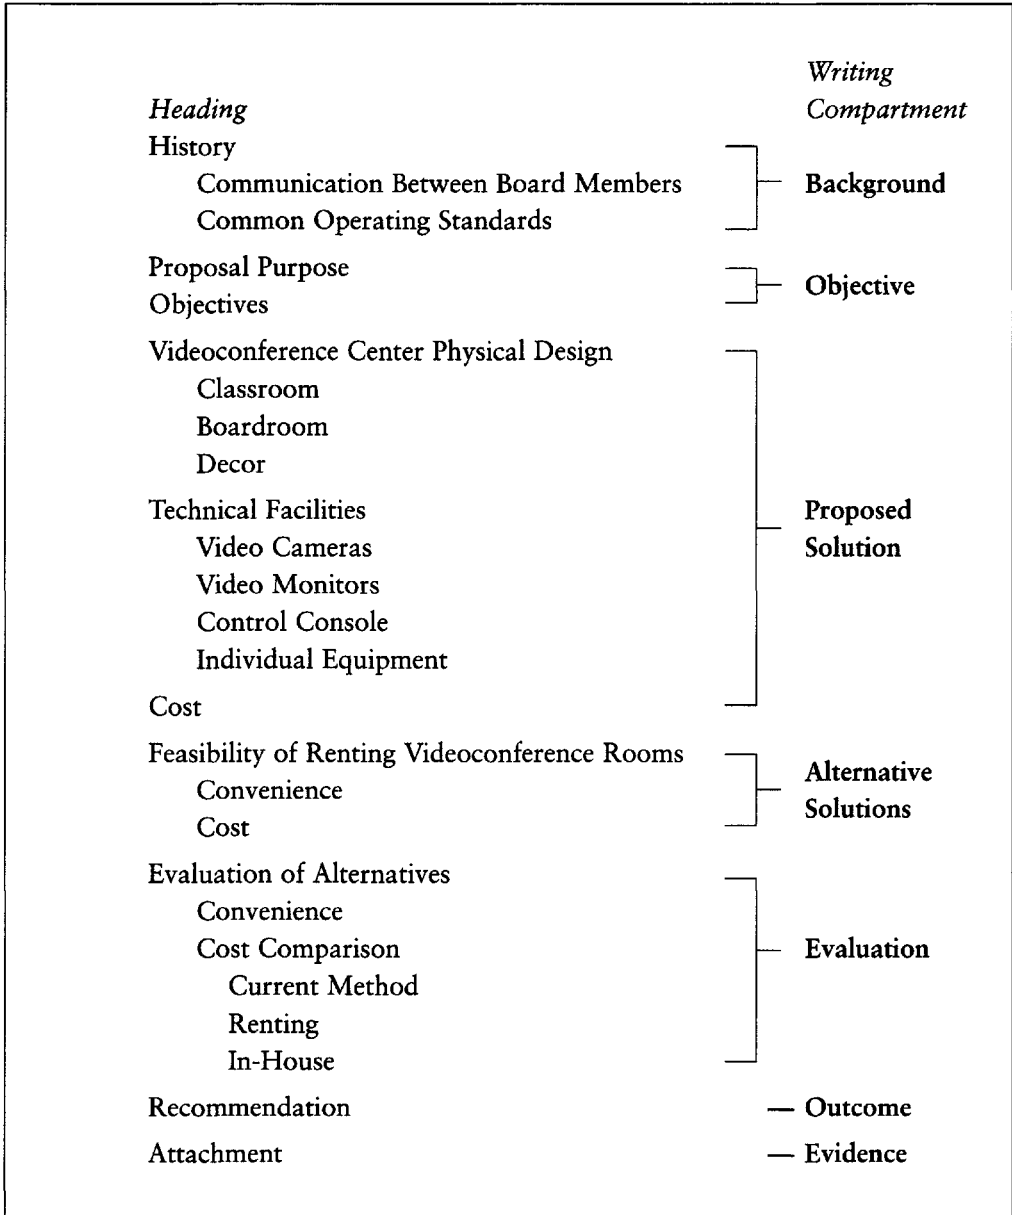 Writing
Heading Compartment
History
Communication Between Board Members Background
Common Operating Standards
Proposal Purpose
Objective
Objectives
Videoconference Center Physical Design
Classroom
Boardroom
Decor
Technical Facilities Proposed
Video Cameras Solution
Video Monitors
Control Console
Individual Equipment
Cost
Feasibility of Renting Videoconference Rooms
Alternative
Convenience
Solutions
Cost
Evaluation of Alternatives
Convenience
Cost Comparison Evaluation
Current Method
Renting
In-House
Recommendation — Outcome
Attachment — Evidence